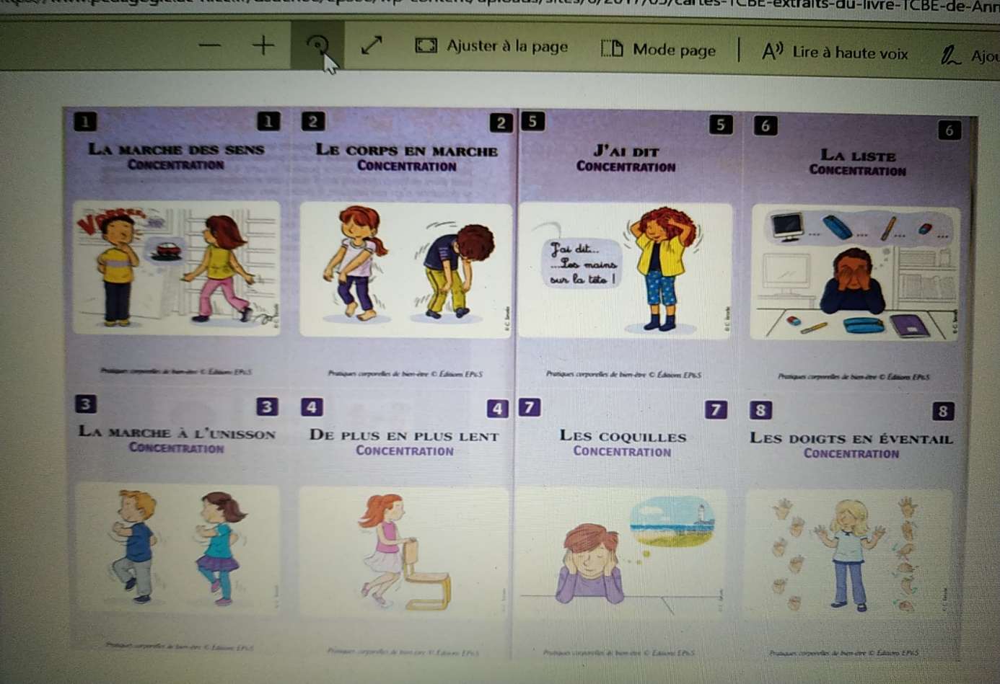 cartes-TCBE-extraits-du-livre-TCBE-de-Ann
Ajuster à la page
Mode page
Lire à haute voix
Ajou
1 1
LA MARCHE DES SENS
CONCENTRATION
Pratiques corporelles de bien-être © Éditions EP&S
2 2
LE CORPS EN MARCHE
CONCENTRATION
Pratiques corporelles de bien-être © Éditions EP&S
5 5
J'AI DIT
CONCENTRATION
J'ai dit...
...Les mains
sur la tête !
Pratiques corporelles de bien-être © Éditions EP&S
6 6
LA LISTE
CONCENTRATION
... ... ... ...
Pratiques corporelles de bien-être © Éditions EP&S
3 3
LA MARCHE À L'UNISSON
CONCENTRATION
Pratiques corporelles de bien-être © Éditions EP&S
4 4
DE PLUS EN PLUS LENT
CONCENTRATION
Pratiques corporelles de bien-être © Éditions EP&S
7 7
LES COQUILLES
CONCENTRATION
Pratiques corporelles de bien-être © Éditions EP&S
8 8
LES DOIGTS EN ÉVENTAIL
CONCENTRATION
Pratiques corporelles de bien-être © Éditions EP&S